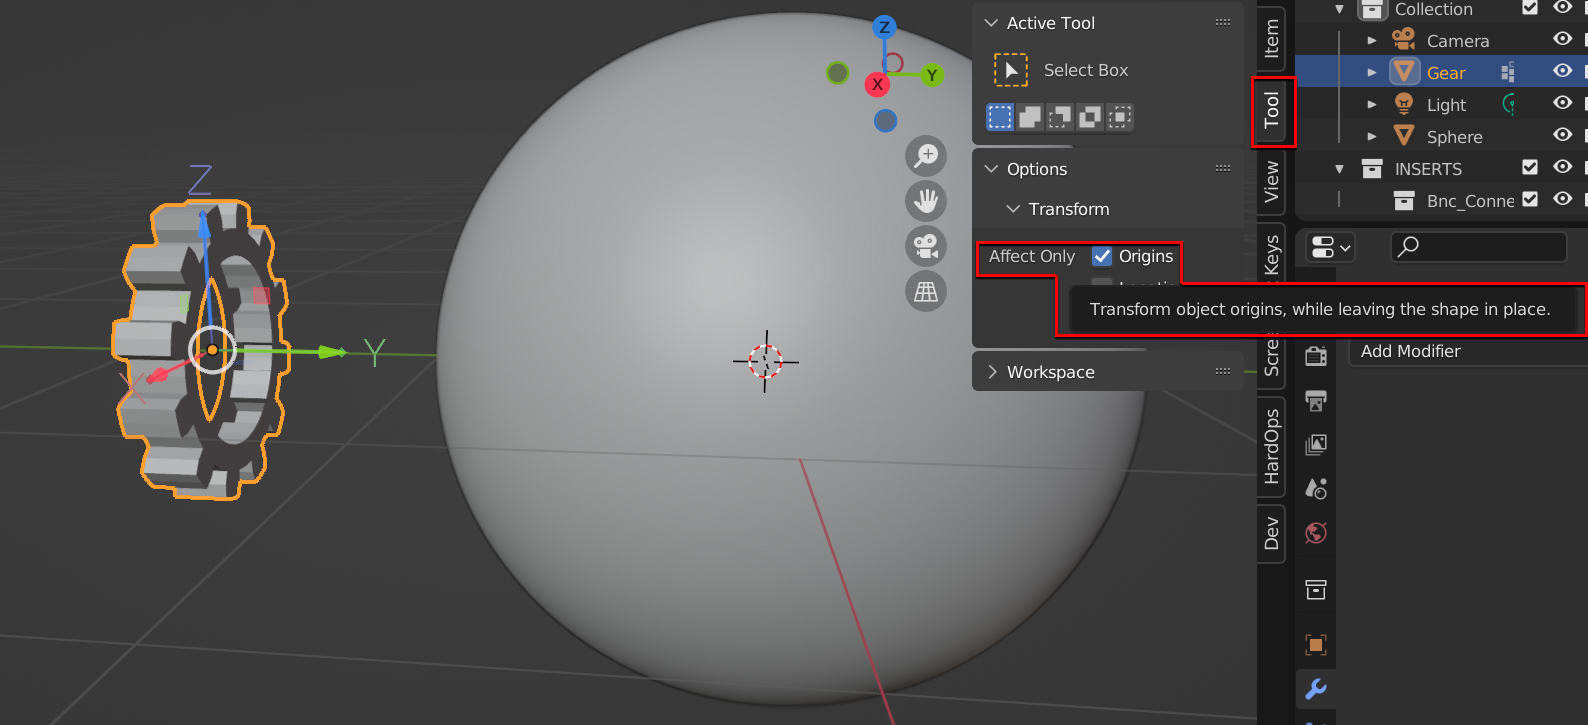 Active Tool
Select Box
Options
Transform
Affect Only
Origins
Transform object origins, while leaving the shape in place.
Workspace
Item
Tool
View
Keys
HardOps
Dev
Z
Y
X
Z
Y
X
Collection
Camera
Gear
Light
Sphere
INSERTS
Bnc_Conne
Add Modifier